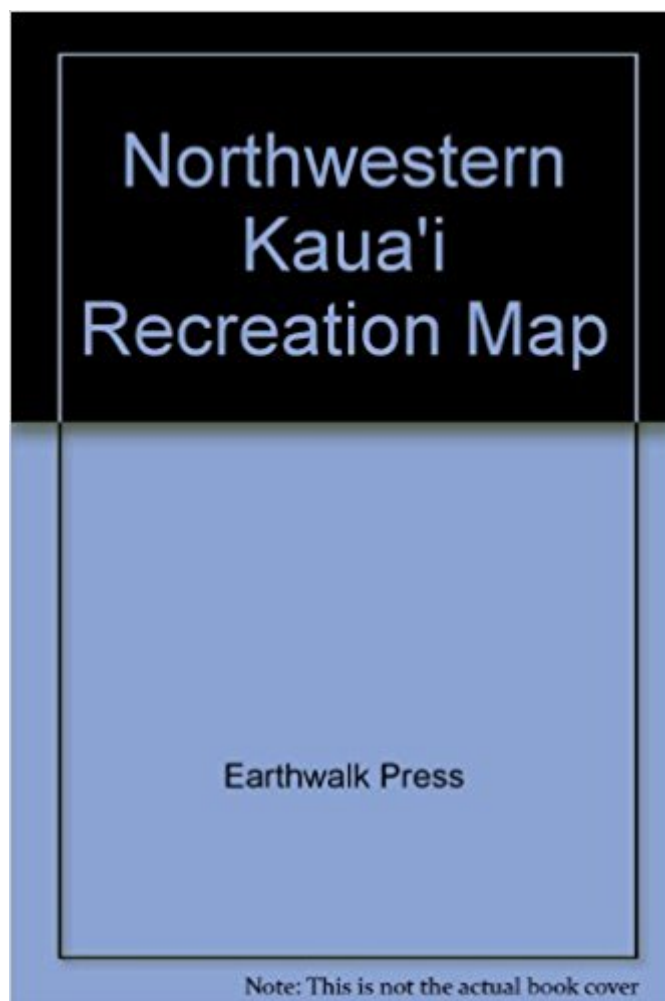 Northwestern
Kaua'i
Recreation Map
Earthwalk Press
Note: This is not the actual book cover